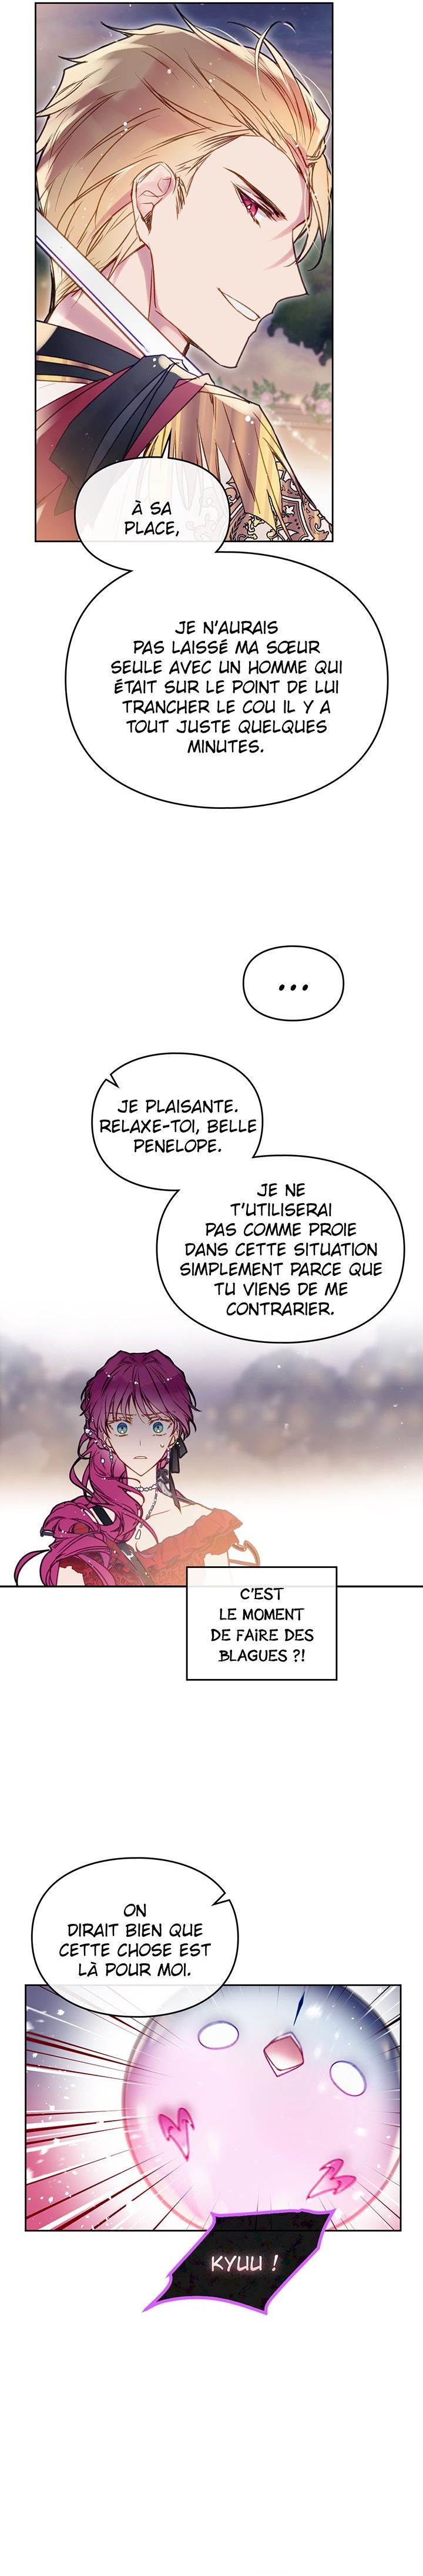 À SA
PLACE,
JE N'AURAIS
PAS LAISSÉ MA SŒUR
SEULE AVEC UN HOMME QUI
ÉTAIT SUR LE POINT DE LUI
TRANCHER LE COU IL Y A
TOUT JUSTE QUELQUES
MINUTES.
...
JE PLAISANTE.
RELAXE-TOI, BELLE
PENELOPE.
JE NE
T'UTILISERAI
PAS COMME PROIE
DANS CETTE SITUATION
SIMPLEMENT PARCE QUE
TU VIENS DE ME
CONTRARIER.
C'EST
LE MOMENT
DE FAIRE DES
BLAGUES ?!
ON
DIRAIT BIEN QUE
CETTE CHOSE EST
LÀ POUR MOI.
KYUU !